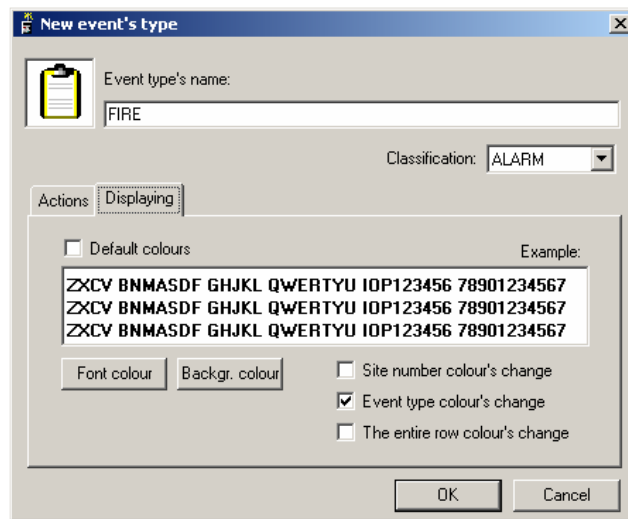 New event's type
Event type's name:
FIRE
Classification: ALARM
Actions Displaying
Default colours Example:
ZXCV BNMASDF GHJKL QWERTYU IOP123456 78901234567
ZXCV BNMASDF GHJKL QWERTYU IOP123456 78901234567
ZXCV BNMASDF GHJKL QWERTYU IOP123456 78901234567
Font colour Backgr. colour Site number colour's change
Event type colour's change
The entire row colour's change
OK Cancel